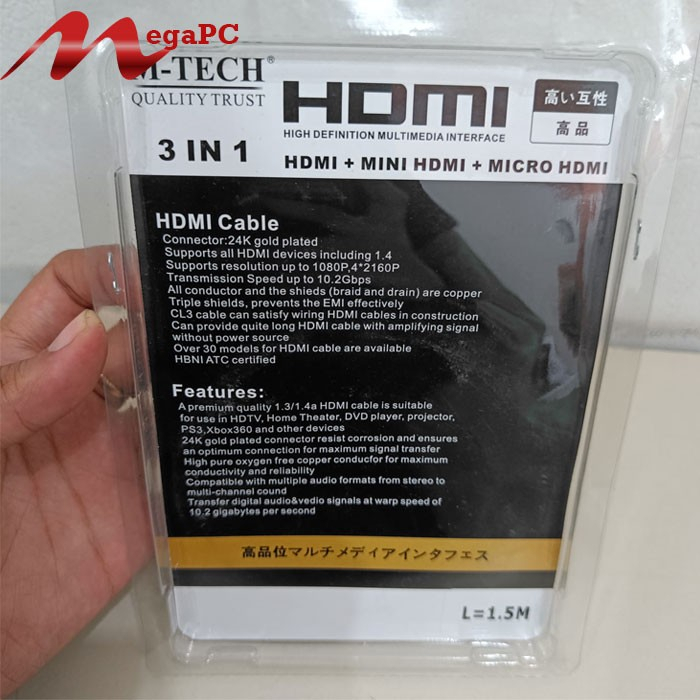 MegaPC
M-TECH®
QUALITY TRUST
HDMI
HIGH DEFINITION MULTIMEDIA INTERFACE
高い互性
高品
3 IN 1
HDMI + MINI HDMI + MICRO HDMI
HDMI Cable
Connector:24K gold plated
Supports all HDMI devices including 1.4
Supports resolution up to 1080P,4*2160P
Transmission Speed up to 10.2Gbps
All conductor and the shieds (braid and drain) are copper
Triple shields, prevents the EMI effectively
CL3 cable can satisfy wiring HDMI cables in construction
Can provide quite long HDMI cable with amplifying signal
without power source
Over 30 models for HDMI cable are available
HBNI ATC certified
Features:
A premium quality 1.3/1.4a HDMI cable is suitable
for use in HDTV, Home Theater, DVD player, projector,
PS3,Xbox360 and other devices
24K gold plated connector resist corrosion and ensures
an optimum connection for maximum signal transfer
High pure oxygen free copper conducfor for maximum
conductivity and reliability
Compatible with multiple audio formats from stereo to
multi-channel cound
Transfer digital audio&vedio signals at warp speed of
10.2 gigabytes per second
高品位マルチメディアインタフェス
L=1.5M